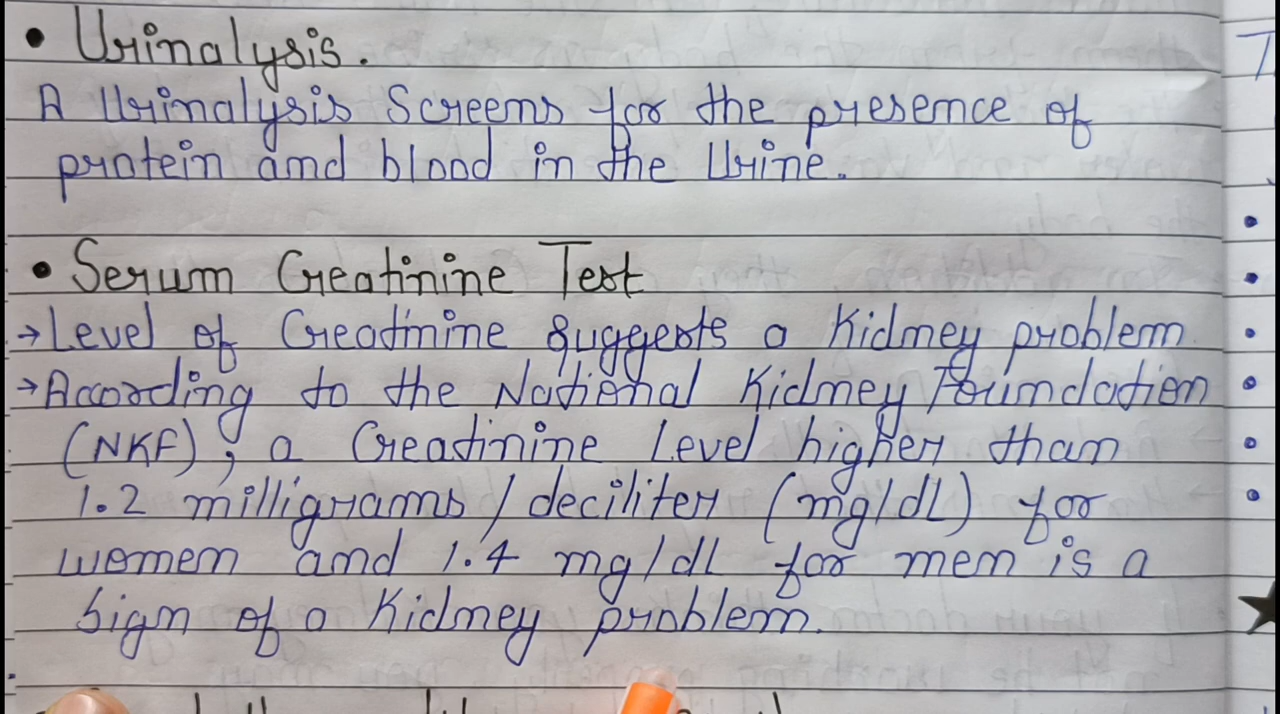 • Urinalysis.
A Urinalysis Screens for the presence of
protein and blood in the Urine.
• Serum Creatinine Test
→ Level of Creatinine suggests a Kidney problem
→ According to the National Kidney Foundation
(NKF), a Creatinine Level higher than
1.2 milligrams / deciliter (mg/dL) for
women and 1.4 mg/dL for men is a
sign of a Kidney problem.